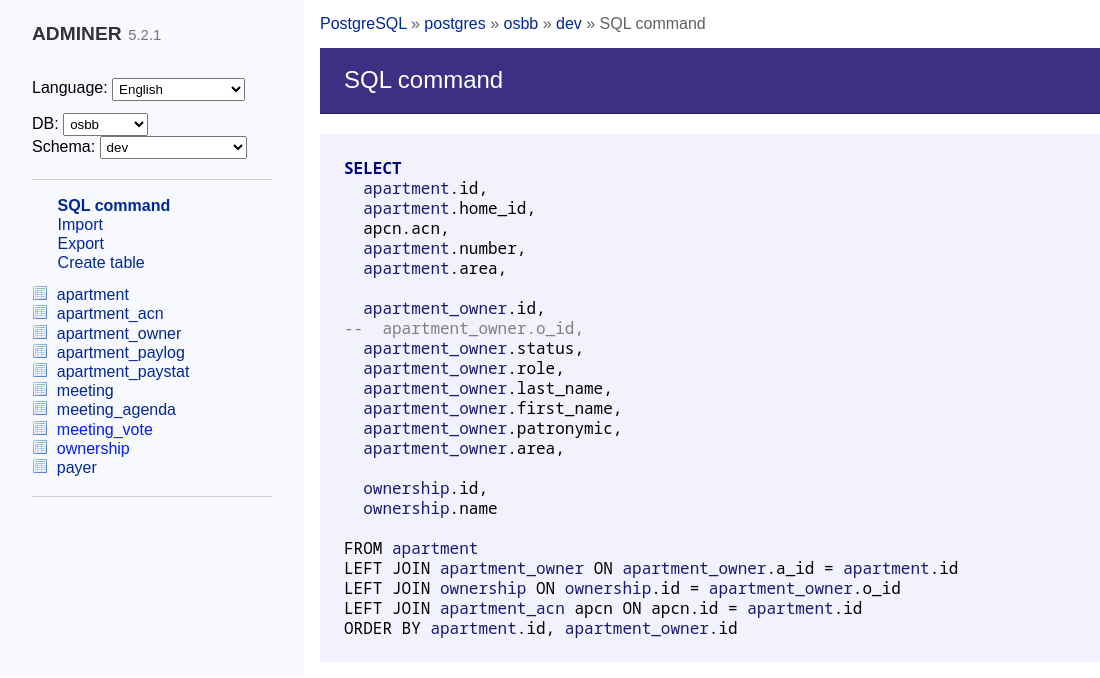 ADMINER 5.2.1
Language: English
DB: osbb
Schema: dev
SQL command
Import
Export
Create table
apartment
apartment_acn
apartment_owner
apartment_paylog
apartment_paystat
meeting
meeting_agenda
meeting_vote
ownership
payer
PostgreSQL » postgres » osbb » dev » SQL command
SQL command
SELECT
  apartment.id,
  apartment.home_id,
  apcn.acn,
  apartment.number,
  apartment.area,
  apartment_owner.id,
--  apartment_owner.o_id,
  apartment_owner.status,
  apartment_owner.role,
  apartment_owner.last_name,
  apartment_owner.first_name,
  apartment_owner.patronymic,
  apartment_owner.area,
  ownership.id,
  ownership.name
FROM apartment
LEFT JOIN apartment_owner ON apartment_owner.a_id = apartment.id
LEFT JOIN ownership ON ownership.id = apartment_owner.o_id
LEFT JOIN apartment_acn apcn ON apcn.id = apartment.id
ORDER BY apartment.id, apartment_owner.id